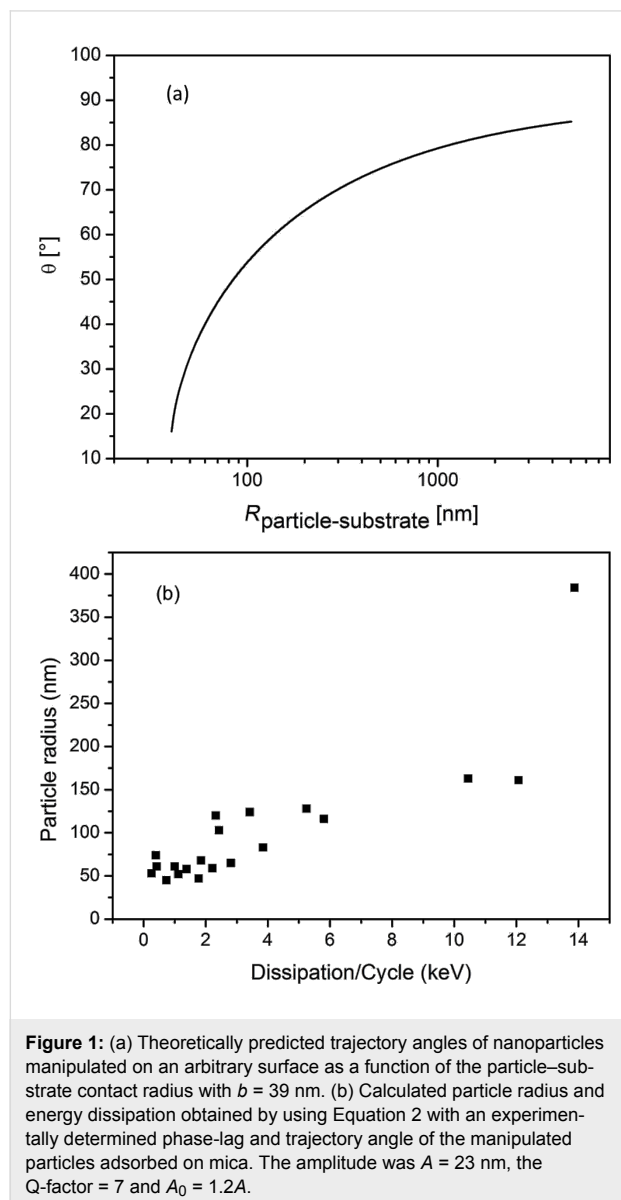 100
90
80
70
60
50
40
30
20
10
(a)
θ [°]
100
1000
R particle-substrate [nm]
400
350
300
250
200
150
100
50
0
(b)
Particle radius (nm)
0
2
4
6
8
10
12
14
Dissipation/Cycle (keV)
Figure 1: (a) Theoretically predicted trajectory angles of nanoparticles
manipulated on an arbitrary surface as a function of the particle–sub-
strate contact radius with b = 39 nm. (b) Calculated particle radius and
energy dissipation obtained by using Equation 2 with an experimen-
tally determined phase-lag and trajectory angle of the manipulated
particles adsorbed on mica. The amplitude was A = 23 nm, the
Q-factor = 7 and A₀ = 1.2A.